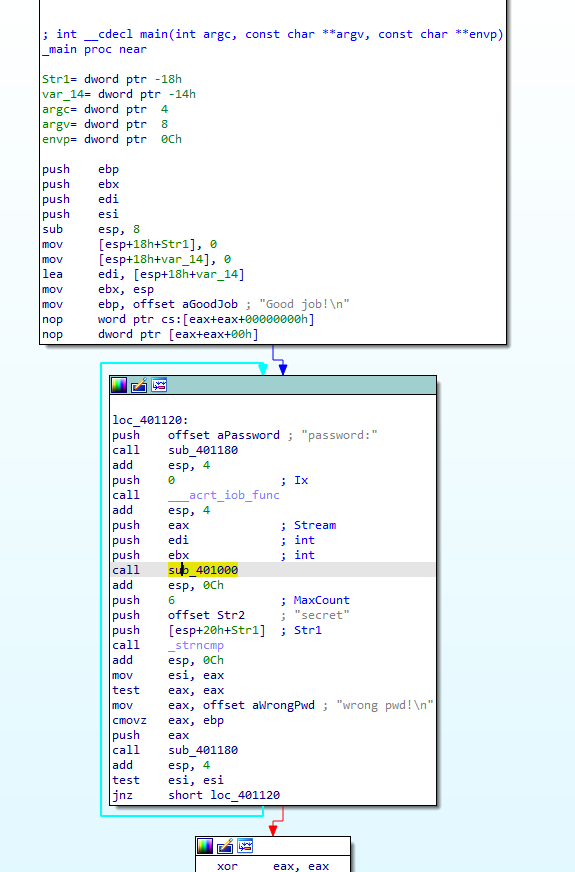 ; int __cdecl main(int argc, const char **argv, const char **envp)
_main proc near
Str1= dword ptr -18h
var_14= dword ptr -14h
argc= dword ptr  4
argv= dword ptr  8
envp= dword ptr  0Ch
push    ebp
push    ebx
push    edi
push    esi
sub     esp, 8
mov     [esp+18h+Str1], 0
mov     [esp+18h+var_14], 0
lea     edi, [esp+18h+var_14]
mov     ebx, esp
mov     ebp, offset aGoodJob ; "Good job!\n"
nop     word ptr cs:[eax+eax+00000000h]
nop     dword ptr [eax+eax+00h]
loc_401120:
push    offset aPassword ; "password:"
call    sub_401180
add     esp, 4
push    0               ; Ix
call    ___acrt_iob_func
add     esp, 4
push    eax             ; Stream
push    edi             ; int
push    ebx             ; int
call    sub_401000
add     esp, 0Ch
push    6               ; MaxCount
push    offset Str2     ; "secret"
push    [esp+20h+Str1]  ; Str1
call    _strncmp
add     esp, 0Ch
mov     esi, eax
test    eax, eax
mov     eax, offset aWrongPwd ; "wrong pwd!\n"
cmovz   eax, ebp
push    eax
call    sub_401180
add     esp, 4
test    esi, esi
jnz     short loc_401120
xor     eax, eax